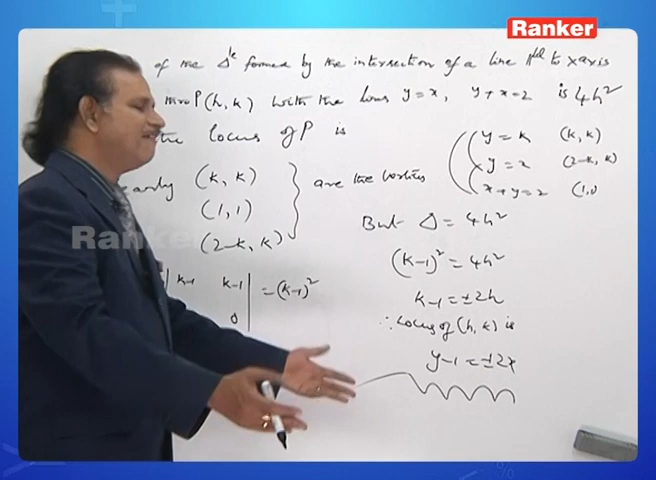 Ranker
of the Δle formed by the intersection of a line llel to x axis
P(h,k) with the lines y=x, y+x=2 is 4h²
the locus of P is
(k, k)
(1, 1)
(2-k, k)
are the vertices
y = k (k, k)
y = x (2-k, k)
x+y=2 (1,1)
Ranker
k-1 k-1
0
= (k-1)²
But Δ = 4h²
(k-1)² = 4h²
k-1 = ±2h
∴ Locus of (h, k) is
y-1 = ±2x